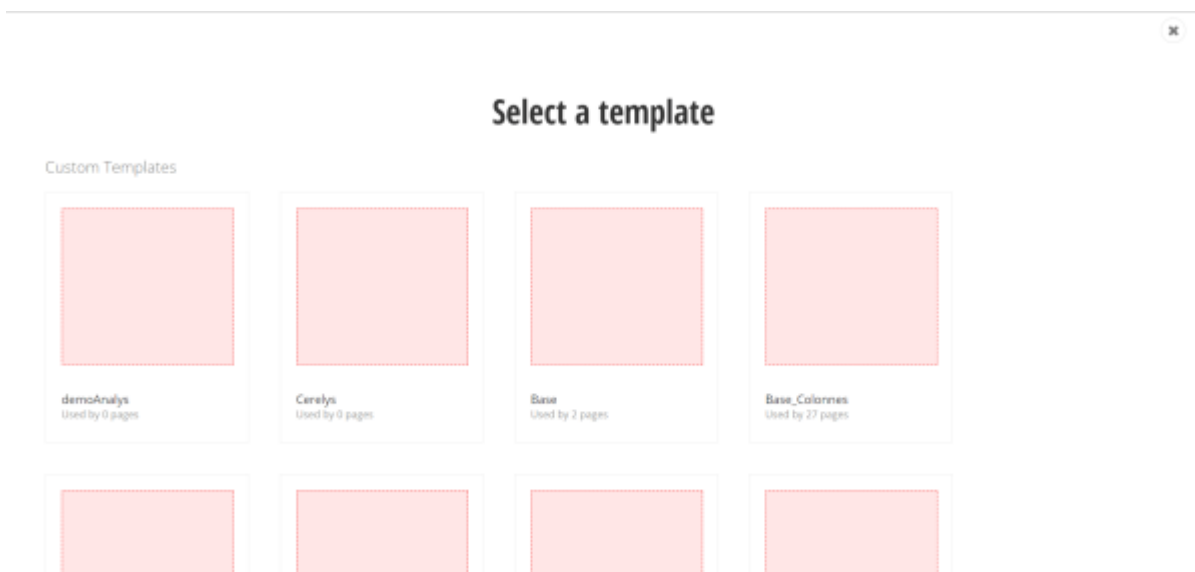 Select a template
Custom Templates
demoAnalys
Used by 0 pages
Cerelys
Used by 0 pages
Base
Used by 2 pages
Base_Colonnes
Used by 27 pages